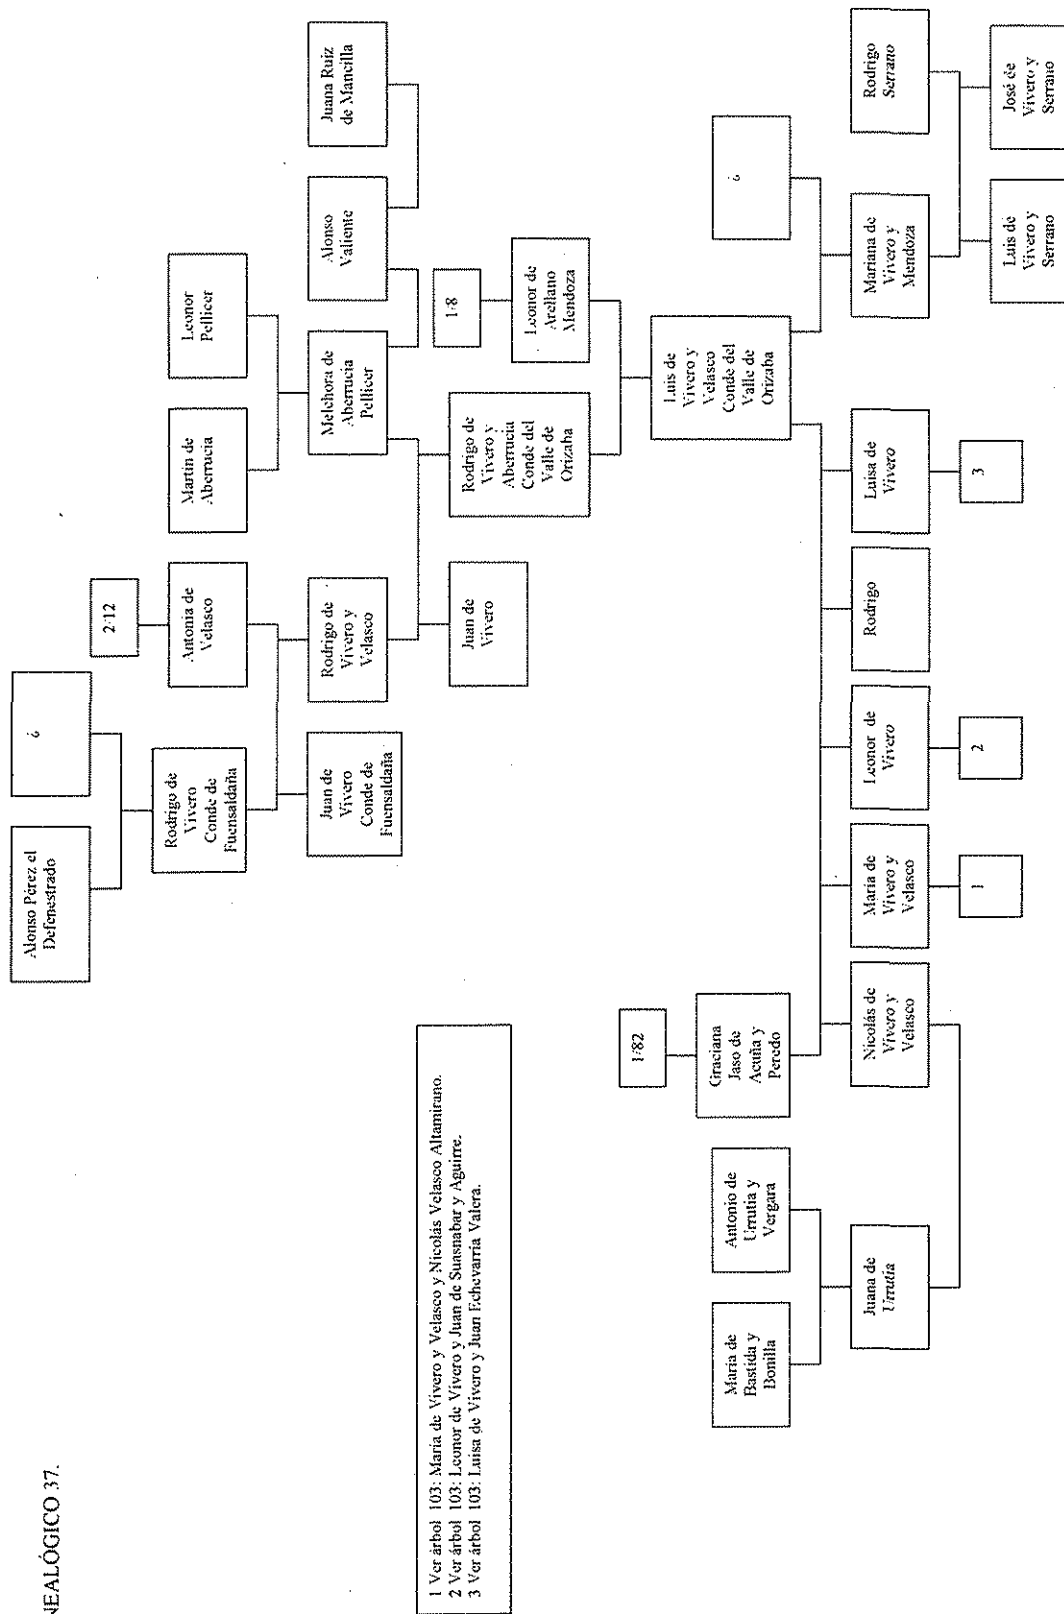 NEALÓGICO 37.
Alonso Pérez el
Defenestrado
¿
2/12
Rodrigo de
Vivero
Conde de
Fuensaldaña
Antonia de
Velasco
Martín de
Aberrucia
Leonor
Pellicer
Juan de
Vivero
Conde de
Fuensaldaña
Rodrigo de
Vivero y
Velasco
Melchora de
Aberrucia
Pellicer
Alonso
Valiente
Juana Ruiz
de Mancilla
Juan de
Vivero
Rodrigo de
Vivero y
Aberrucia
Conde del
Valle de
Orizaba
1/8
Leonor de
Arellano
Mendoza
1 Ver árbol 103: María de Vivero y Velasco y Nicolás Velasco Altamirano.
2 Ver árbol 103: Leonor de Vivero y Juan de Suasnabar y Aguirre.
3 Ver árbol 103: Luisa de Vivero y Juan Echevarría Valera.
1/82
Luis de
Vivero y
Velasco
Conde del
Valle de
Orizaba
María de
Bastida y
Bonilla
Antonio de
Urrutia y
Vergara
Graciana
Jaso de
Acuña y
Peredo
¿
Juana de
Urrutia
Nicolás de
Vivero y
Velasco
María de
Vivero y
Velasco
Leonor de
Vivero
Rodrigo
Luisa de
Vivero
Mariana de
Vivero y
Mendoza
Rodrigo
Serrano
1
2
3
Luis de
Vivero y
Serrano
José de
Vivero y
Serrano